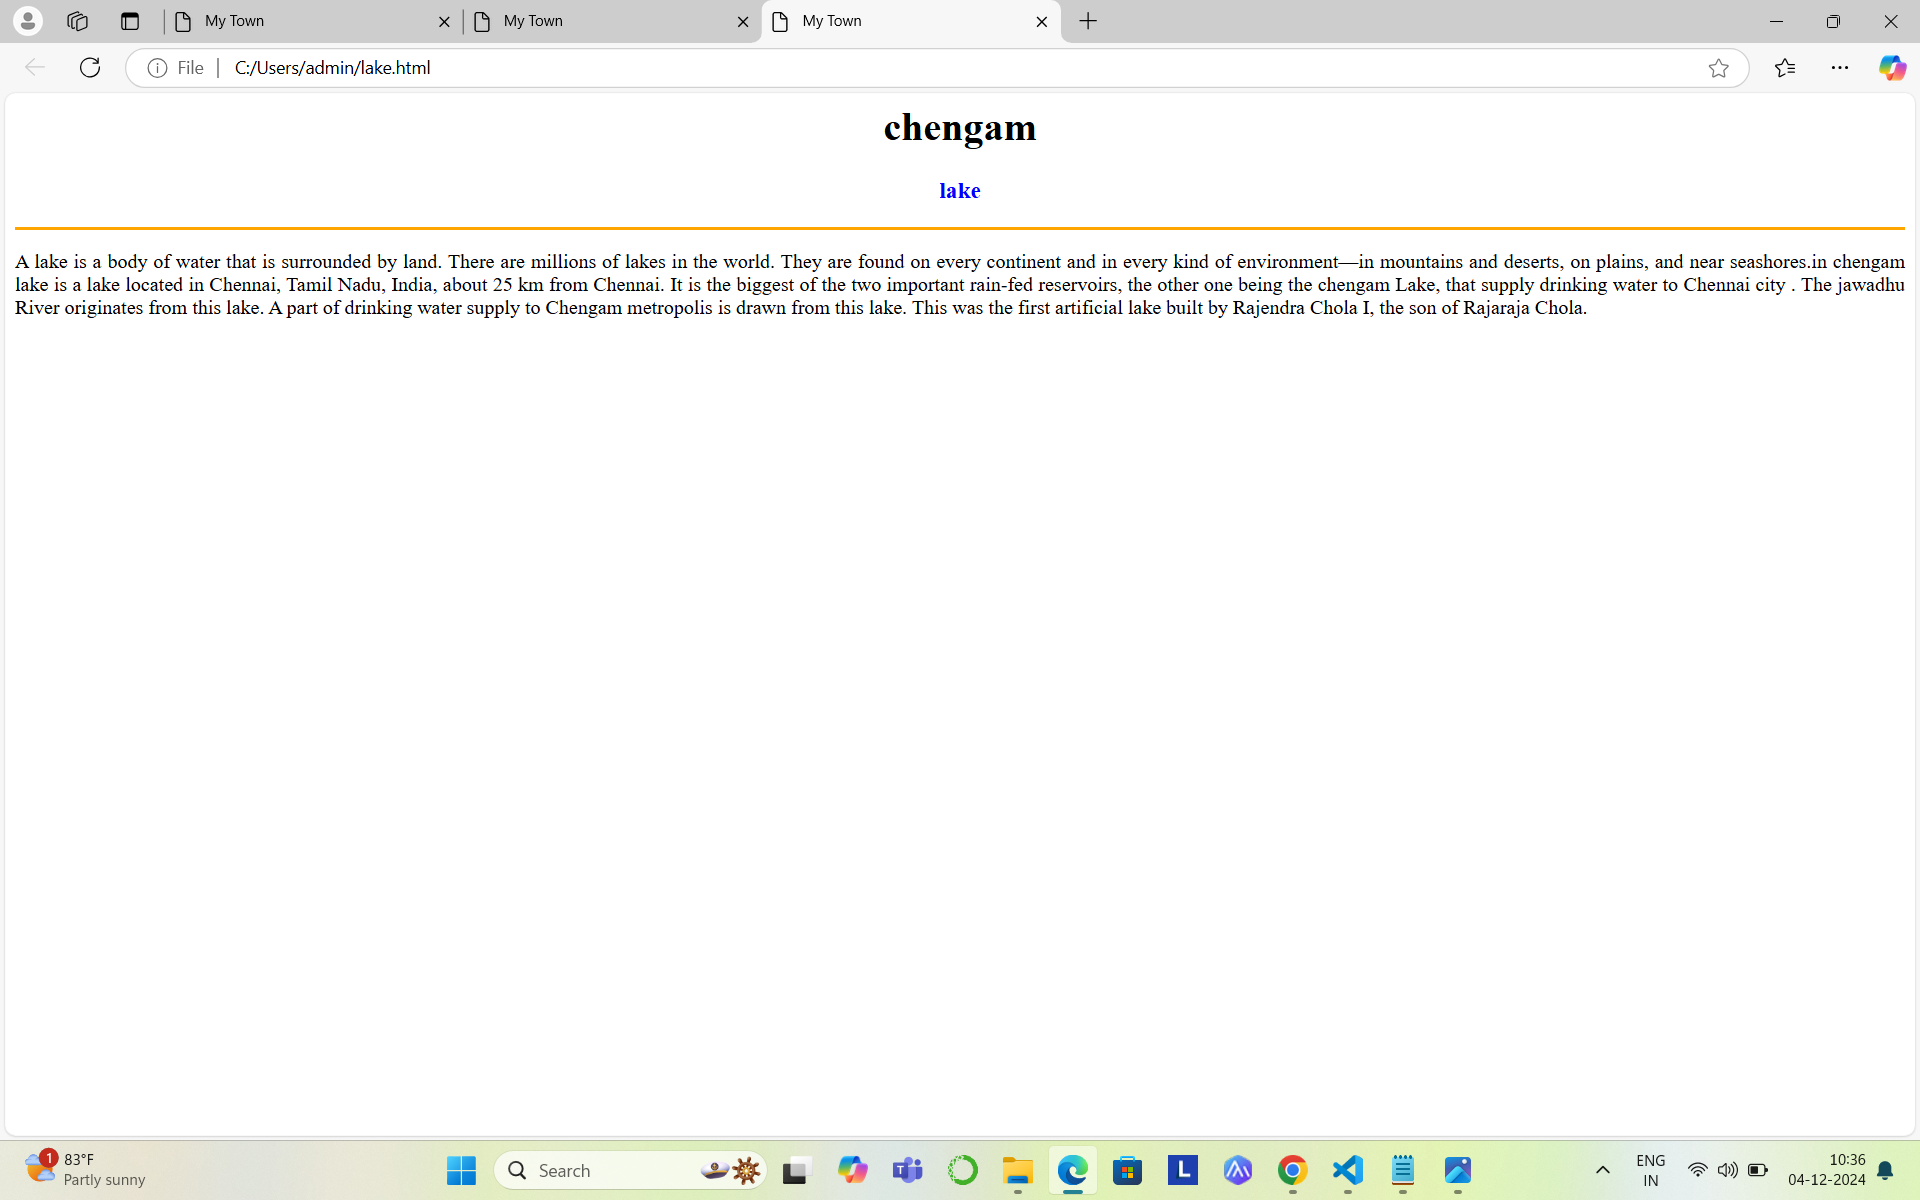 My Town
My Town
My Town
File
C:/Users/admin/lake.html
chengam
lake
A lake is a body of water that is surrounded by land. There are millions of lakes in the world. They are found on every continent and in every kind of environment—in mountains and deserts, on plains, and near seashores.in chengam
lake is a lake located in Chennai, Tamil Nadu, India, about 25 km from Chennai. It is the biggest of the two important rain-fed reservoirs, the other one being the chengam Lake, that supply drinking water to Chennai city . The jawadhu
River originates from this lake. A part of drinking water supply to Chengam metropolis is drawn from this lake. This was the first artificial lake built by Rajendra Chola I, the son of Rajaraja Chola.
1
83°F
Partly sunny
Search
L
ENG
IN
10:36
04-12-2024